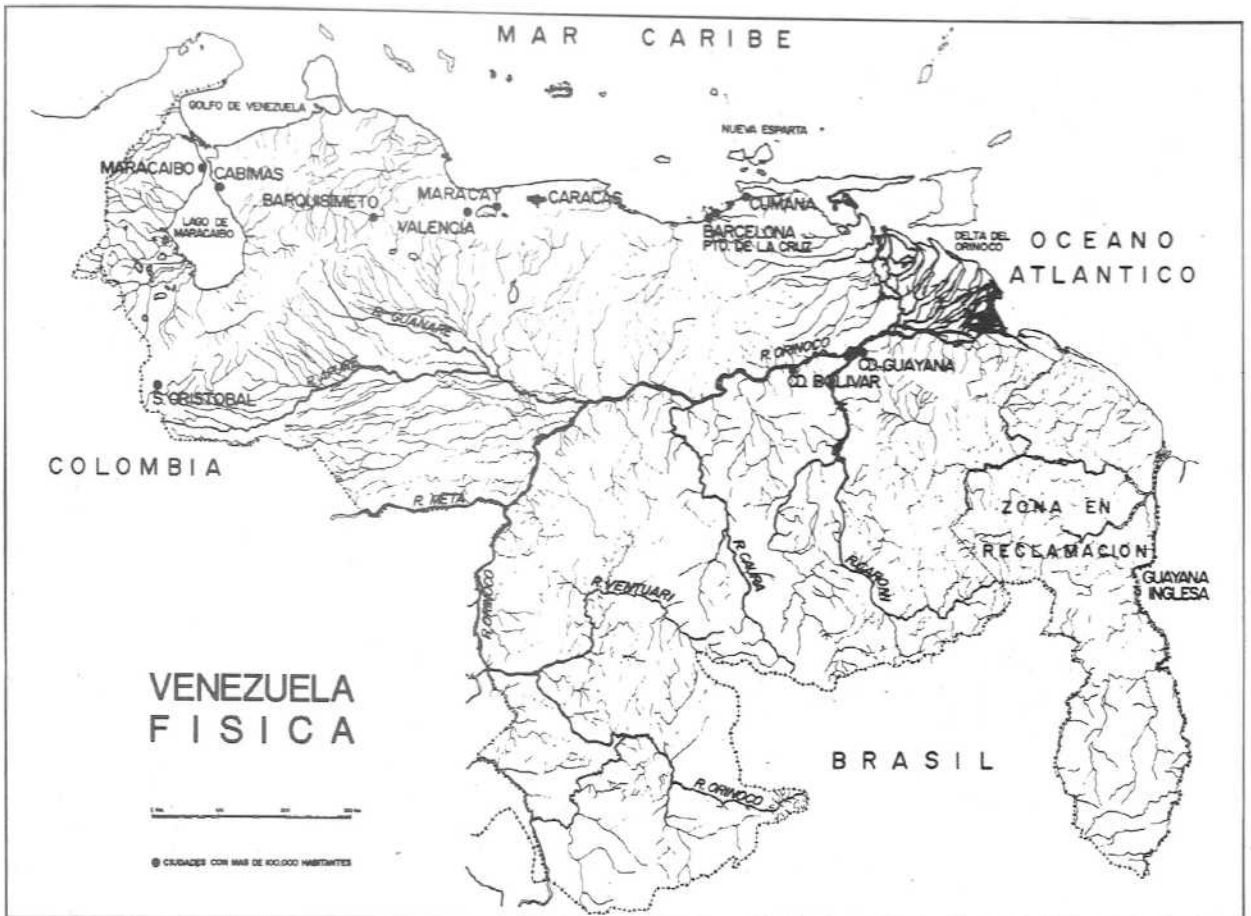 MAR CARIBE
GOLFO DE VENEZUELA
NUEVA ESPARTA
MARACAIBO
CABIMAS
MARACAY
CARACAS
CUMANA
BARQUISIMETO
VALENCIA
BARCELONA
PTO. DE LA CRUZ
LAGO DE
MARACAIBO
DELTA DEL
ORINOCO
OCEANO
ATLANTICO
R. GUANARE
R. ORINOCO
R. APURE
CD. GUAYANA
CD. BOLIVAR
S. CRISTOBAL
COLOMBIA
R. META
ZONA EN
RECLAMACION
R. CAURA
R. CARONI
GUAYANA
INGLESA
R. VENTUARI
R. ORINOCO
VENEZUELA
FISICA
BRASIL
R. ORINOCO
CIUDADES CON MAS DE 100,000 HABITANTES